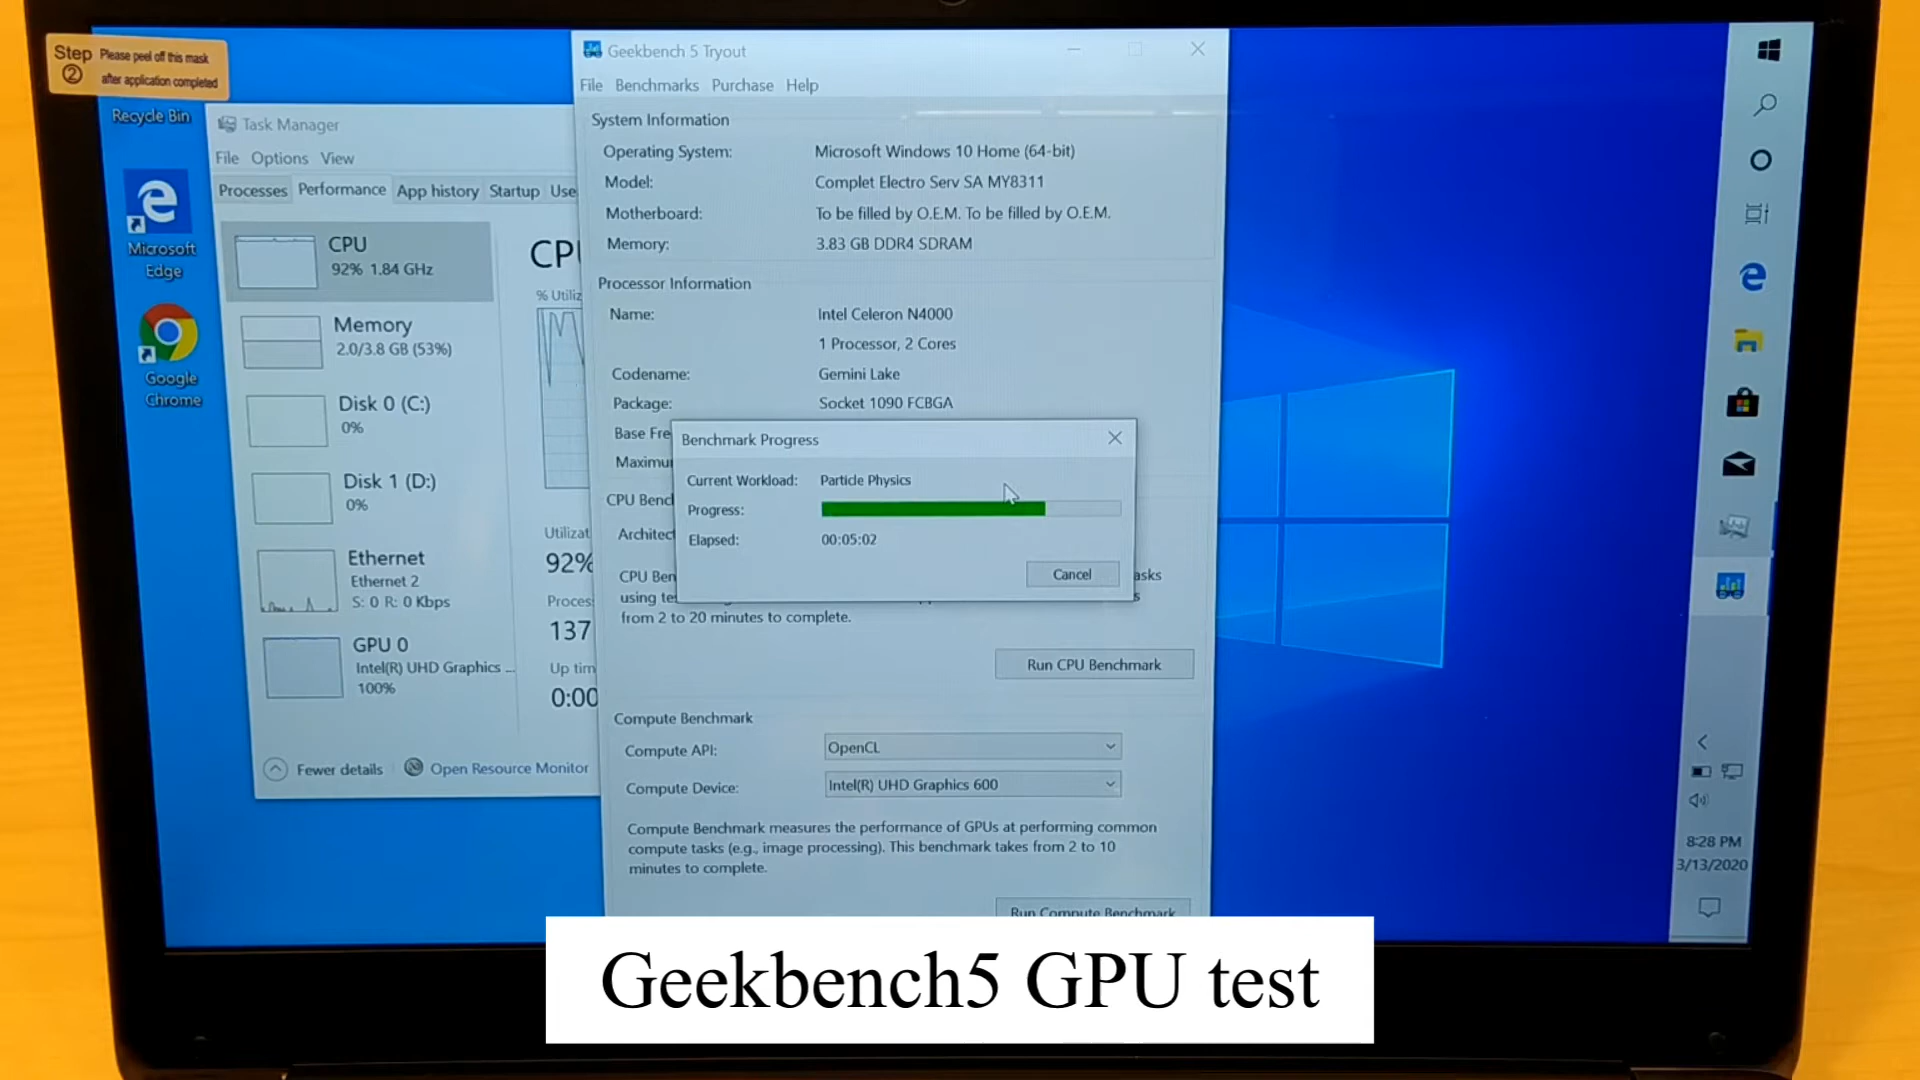 Step Please peel off this mask
② after application completed
Recycle Bin
Microsoft
Edge
Google
Chrome
Task Manager
File Options View
Processes Performance App history Startup Use
CPU
92% 1.84 GHz
Memory
2.0/3.8 GB (53%)
Disk 0 (C:)
0%
Disk 1 (D:)
0%
Ethernet
Ethernet 2
S: 0 R: 0 Kbps
GPU 0
Intel(R) UHD Graphics ...
100%
CPU
% Utiliz
Utilizat
92%
Process
137
Up tim
0:00
Fewer details
Open Resource Monitor
Geekbench 5 Tryout
File Benchmarks Purchase Help
System Information
Operating System: Microsoft Windows 10 Home (64-bit)
Model: Complet Electro Serv SA MY8311
Motherboard: To be filled by O.E.M. To be filled by O.E.M.
Memory: 3.83 GB DDR4 SDRAM
Processor Information
Name: Intel Celeron N4000
1 Processor, 2 Cores
Codename: Gemini Lake
Package: Socket 1090 FCBGA
Base Fre
Maximu
CPU Benc
Architect
CPU Ben
asks
using te
from 2 to 20 minutes to complete.
Run CPU Benchmark
Benchmark Progress
Current Workload: Particle Physics
Progress:
Elapsed: 00:05:02
Cancel
Compute Benchmark
Compute API: OpenCL
Compute Device: Intel(R) UHD Graphics 600
Compute Benchmark measures the performance of GPUs at performing common
compute tasks (e.g., image processing). This benchmark takes from 2 to 10
minutes to complete.
Run Compute Benchmark
8:28 PM
3/13/2020
Geekbench5 GPU test